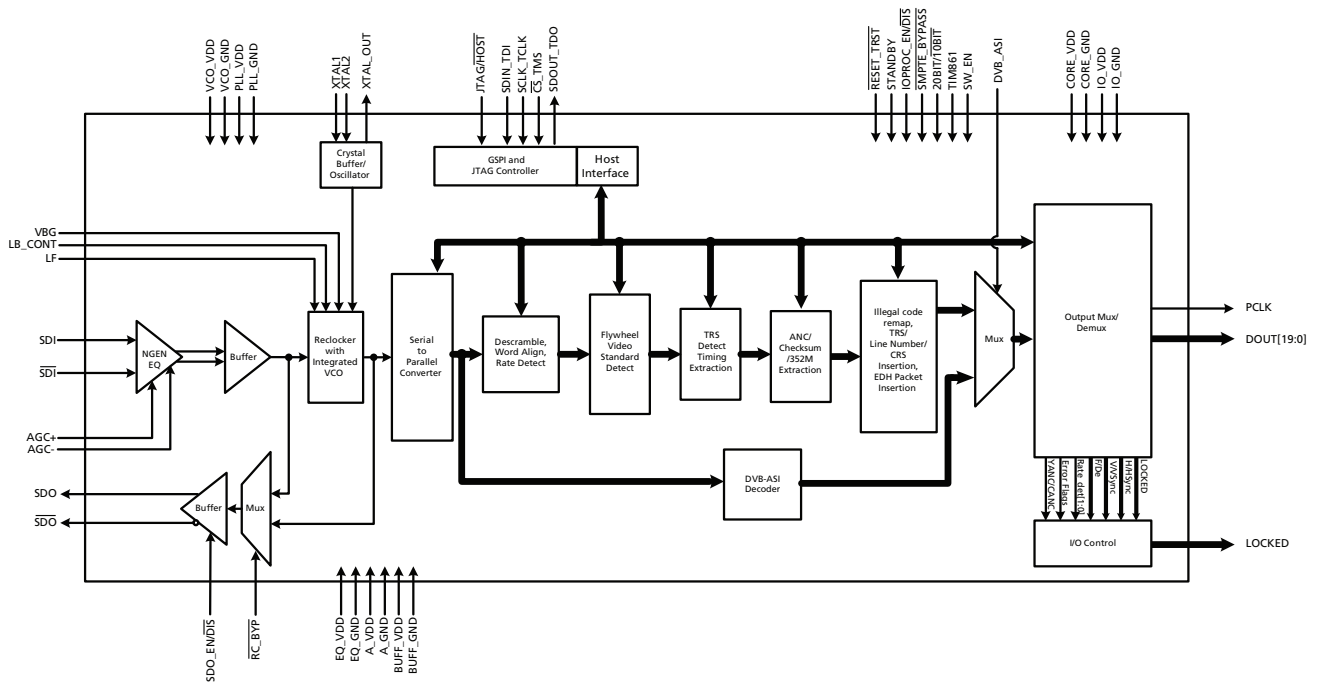 VCO_VDD
VCO_GND
PLL_VDD
PLL_GND
XTAL1
XTAL2
XTAL_OUT
JTAG/HOST
SDIN_TDI
SCLK_TCLK
CS_TMS
SDOUT_TDO
RESET_TRST
STANDBY
IOPROC_EN/DIS
SMPTE_BYPASS
20BIT/10BIT
TIM861
SW_EN
DVB_ASI
CORE_VDD
CORE_GND
IO_VDD
IO_GND
Crystal
Buffer/
Oscillator
GSPI and
JTAG Controller
Host
Interface
VBG
LB_CONT
LF
SDI
SDI
AGC+
AGC-
SDO
SDO
NGEN
EQ
Buffer
Reclocker
with
Integrated
VCO
Serial
to
Parallel
Converter
Descramble,
Word Align,
Rate Detect
Flywheel
Video
Standard
Detect
TRS
Detect
Timing
Extraction
ANC/
Checksum
/352M
Extraction
Illegal code
remap,
TRS/
Line Number/
CRS
Insertion,
EDH Packet
Insertion
Mux
Output Mux/
Demux
PCLK
DOUT[19:0]
DVB-ASI
Decoder
Buffer
Mux
YANC/CANC
Error Flags
Rate_det[1:0]
F/De
V/VSync
H/HSync
LOCKED
I/O Control
LOCKED
SDO_EN/DIS
RC_BYP
EQ_VDD
EQ_GND
A_VDD
A_GND
BUFF_VDD
BUFF_GND